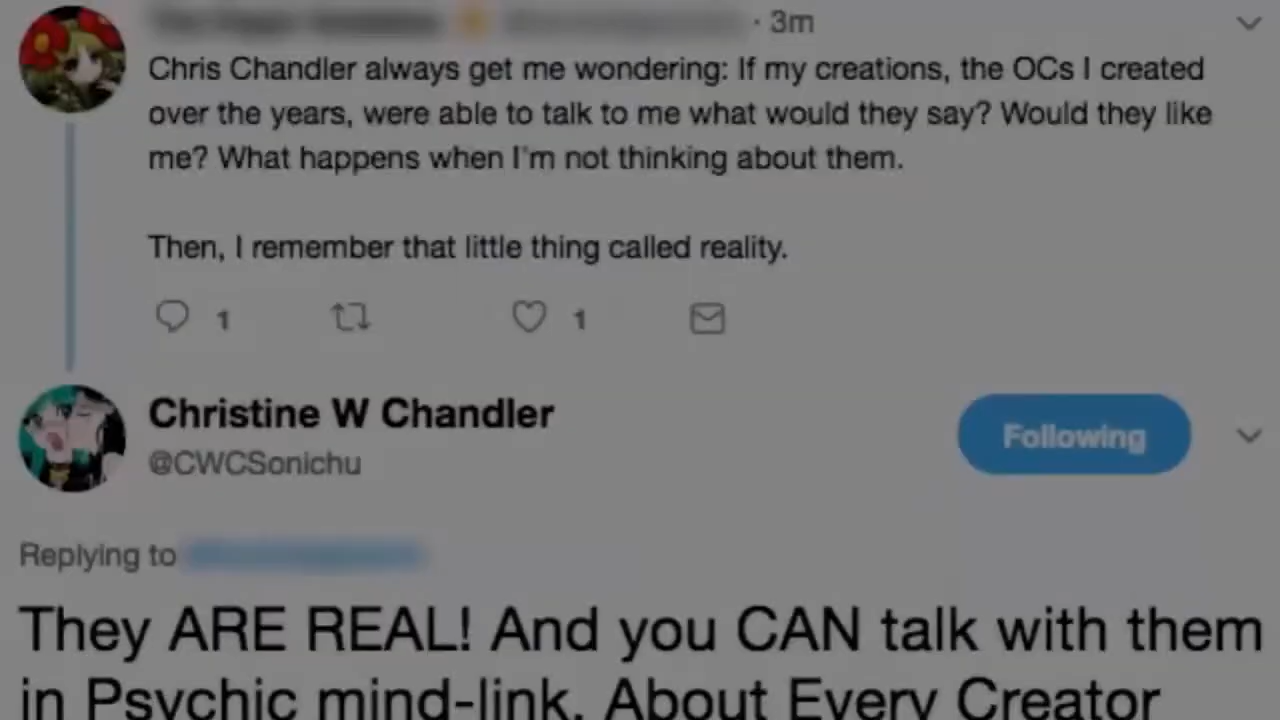 · 3m
Chris Chandler always get me wondering: If my creations, the OCs I created
over the years, were able to talk to me what would they say? Would they like
me? What happens when I'm not thinking about them.
Then, I remember that little thing called reality.
1 1
Christine W Chandler
@CWCSonichu
Following
Replying to
They ARE REAL! And you CAN talk with them
in Psychic mind-link. About Every Creator